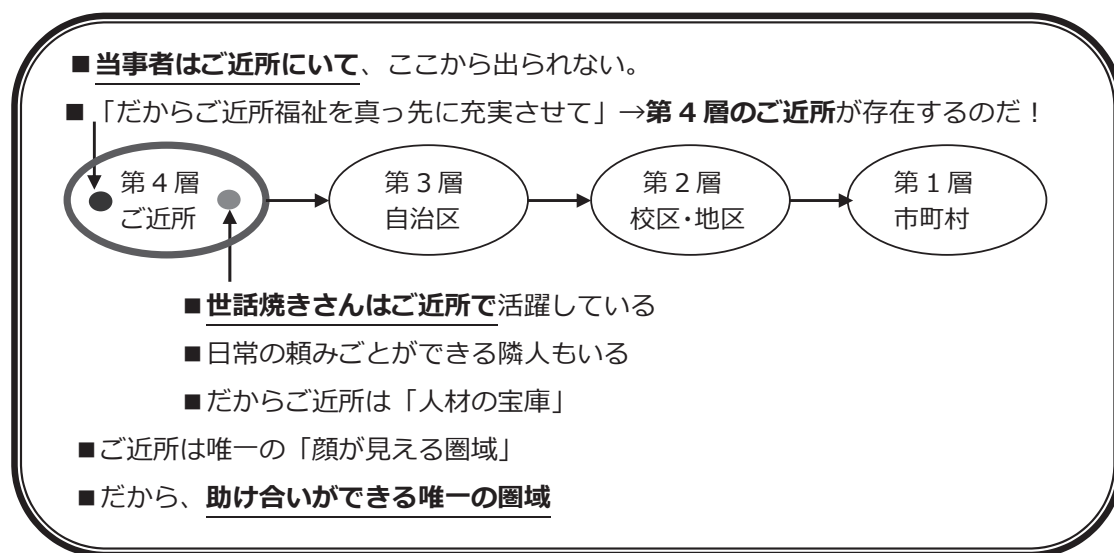 ■当事者はご近所にいて、ここから出られない。
■「だからご近所福祉を真っ先に充実させて」→第4層のご近所が存在するのだ!
第4層
ご近所
第3層
自治区
第2層
校区・地区
第1層
市町村
■世話焼きさんはご近所で活躍している
■日常の頼みごとができる隣人もいる
■だからご近所は「人材の宝庫」
■ご近所は唯一の「顔が見える圏域」
■だから、助け合いができる唯一の圏域